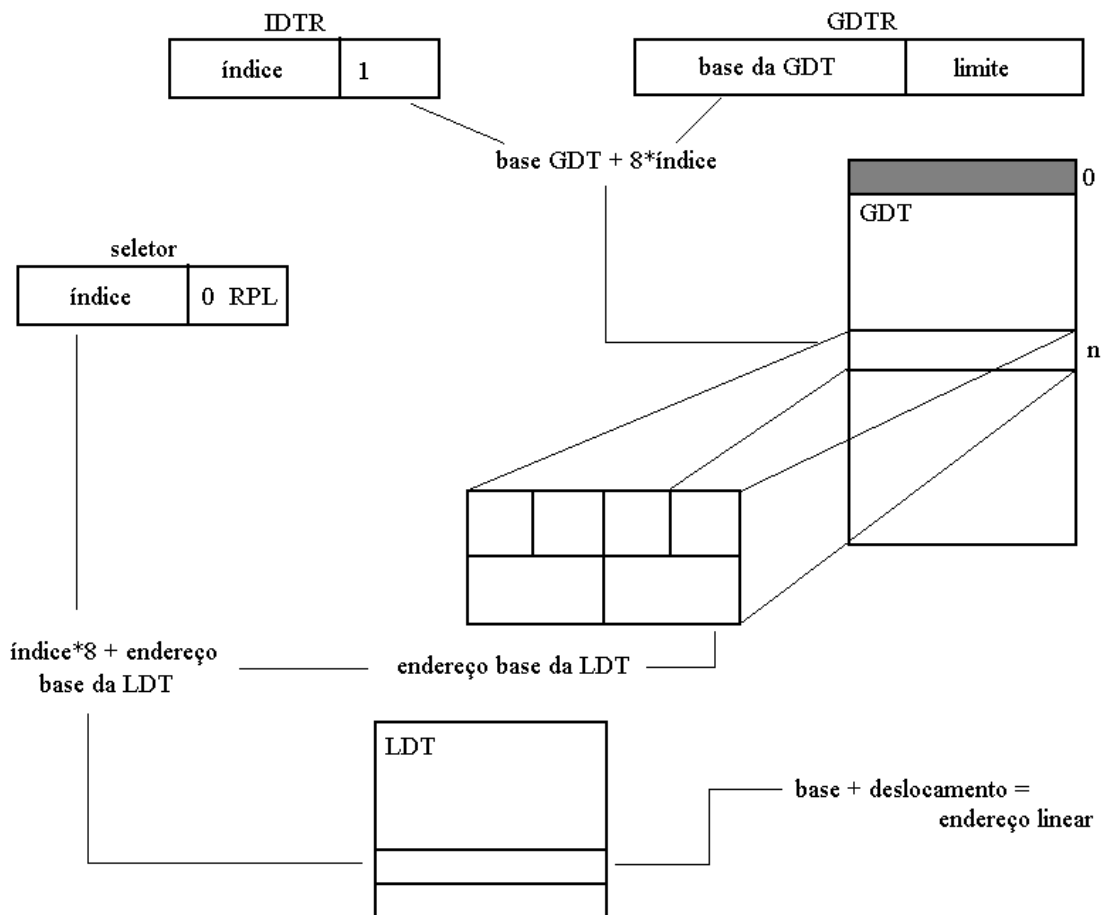 IDTR
GDTR
índice 1
base da GDT limite
base GDT + 8*índice
0
GDT
seletor
índice 0 RPL
n
índice*8 + endereço
base da LDT
endereço base da LDT
LDT
base + deslocamento =
endereço linear